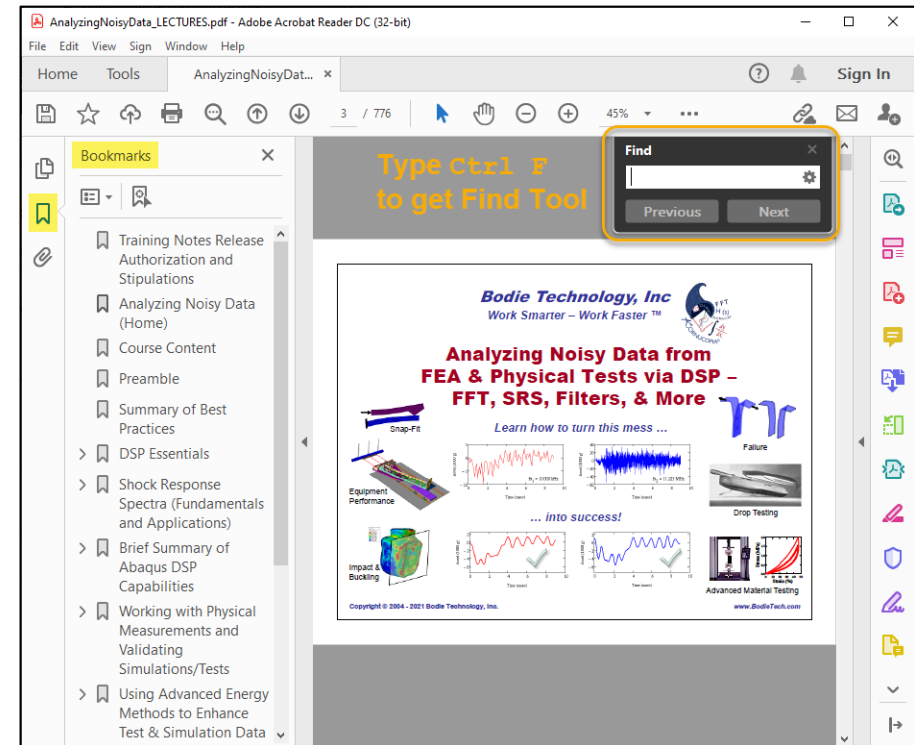 AnalyzingNoisyData_LECTURES.pdf - Adobe Acrobat Reader DC (32-bit)
File Edit View Sign Window Help
Home Tools AnalyzingNoisyDat... × Sign In
3 / 776 45%
Bookmarks
Training Notes Release
Authorization and
Stipulations
Analyzing Noisy Data
(Home)
Course Content
Preamble
Summary of Best
Practices
DSP Essentials
Shock Response
Spectra (Fundamentals
and Applications)
Brief Summary of
Abaqus DSP
Capabilities
Working with Physical
Measurements and
Validating
Simulations/Tests
Using Advanced Energy
Methods to Enhance
Test & Simulation Data
Type Ctrl F
to get Find Tool
Find
Previous Next
Bodie Technology, Inc
Work Smarter – Work Faster ™
Analyzing Noisy Data from
FEA & Physical Tests via DSP –
FFT, SRS, Filters, & More
Learn how to turn this mess ...
Snap-Fit
Failure
Equipment
Performance
Drop Testing
... into success!
Impact &
Buckling
Advanced Material Testing
Copyright © 2004 - 2021 Bodie Technology, Inc.
www.BodieTech.com